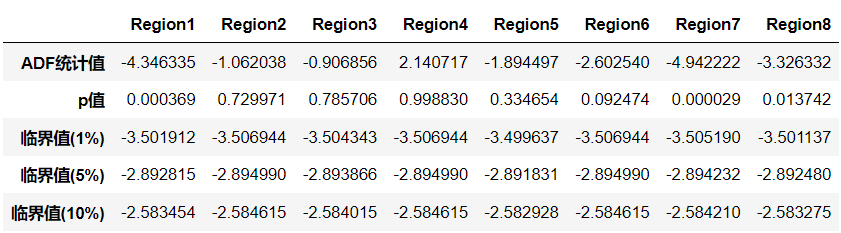 Region1 Region2 Region3 Region4 Region5 Region6 Region7 Region8
ADF统计值 -4.346335 -1.062038 -0.906856 2.140717 -1.894497 -2.602540 -4.942222 -3.326332
p值 0.000369 0.729971 0.785706 0.998830 0.334654 0.092474 0.000029 0.013742
临界值(1%) -3.501912 -3.506944 -3.504343 -3.506944 -3.499637 -3.506944 -3.505190 -3.501137
临界值(5%) -2.892815 -2.894990 -2.893866 -2.894990 -2.891831 -2.894990 -2.894232 -2.892480
临界值(10%) -2.583454 -2.584615 -2.584015 -2.584615 -2.582928 -2.584615 -2.584210 -2.583275